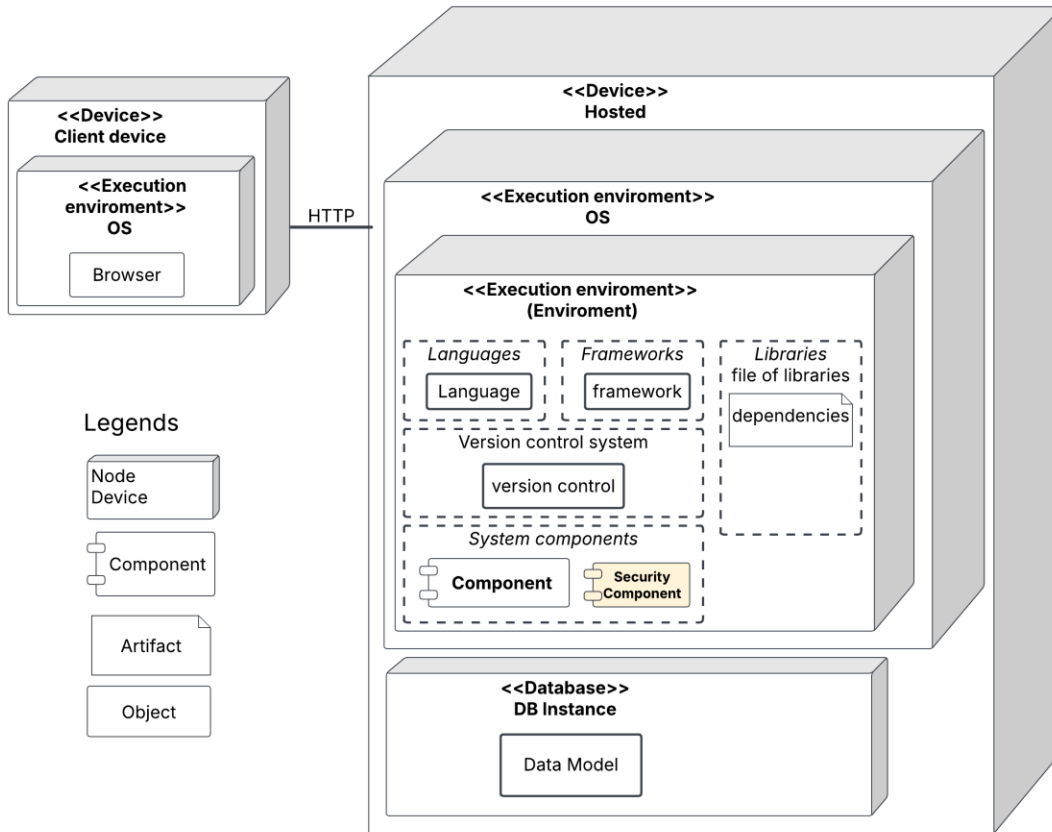 <<Device>>
Client device
<<Execution
enviroment>>
OS
Browser
HTTP
<<Device>>
Hosted
<<Execution enviroment>>
OS
<<Execution enviroment>>
(Enviroment)
Languages
Language
Frameworks
framework
Libraries
file of libraries
dependencies
Version control system
version control
System components
Component
Security
Component
<<Database>>
DB Instance
Data Model
Legends
Node
Device
Component
Artifact
Object